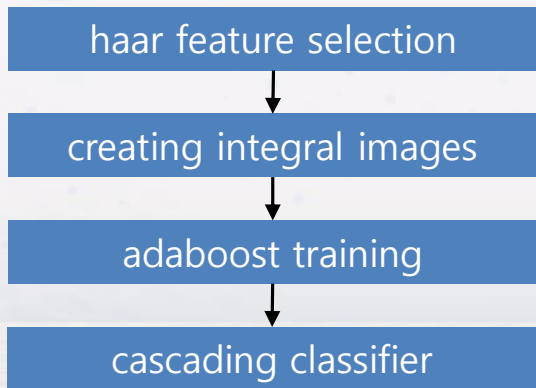 haar feature selection
creating integral images
adaboost training
cascading classifier